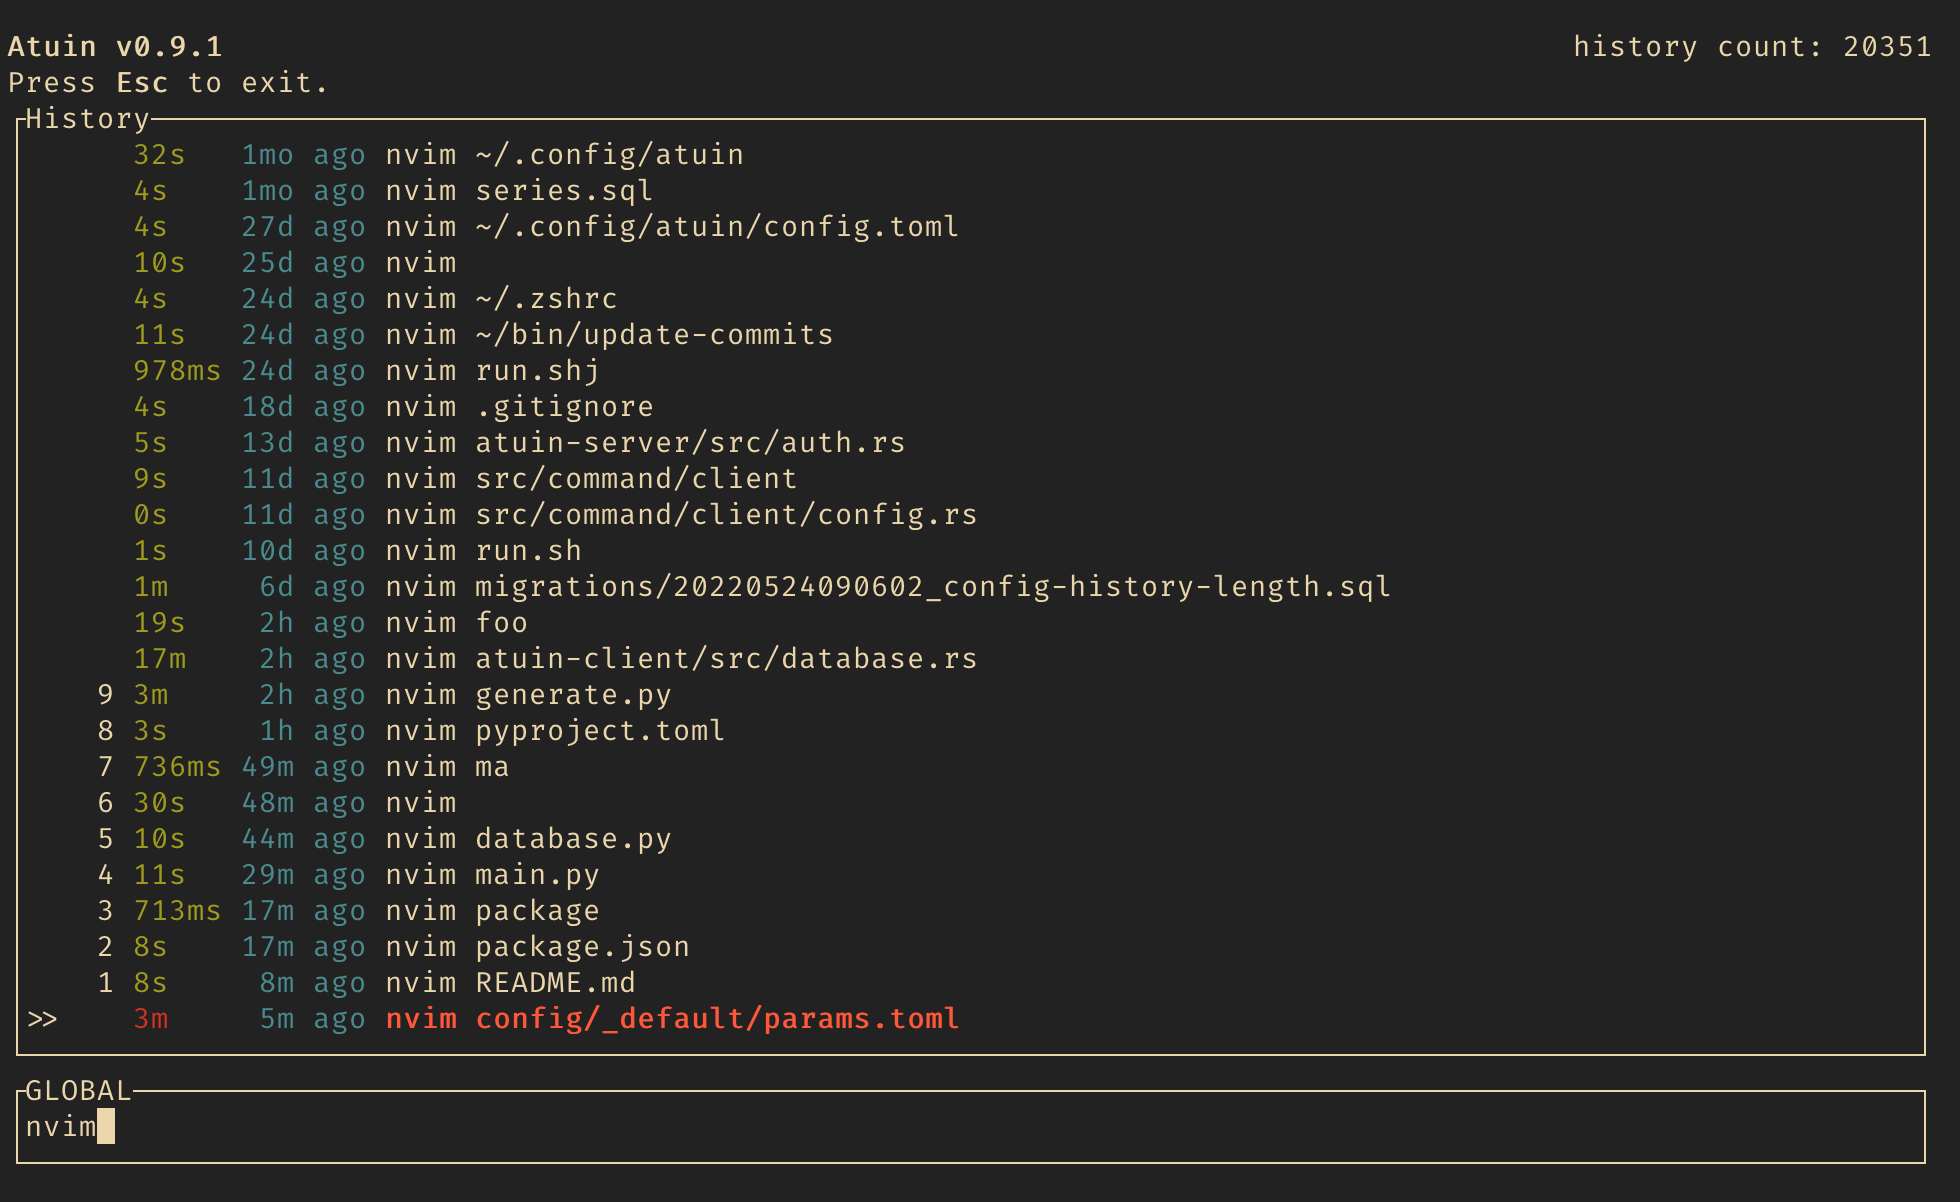 Atuin v0.9.1 history count: 20351
Press Esc to exit.
History
32s 1mo ago nvim ~/.config/atuin
4s 1mo ago nvim series.sql
4s 27d ago nvim ~/.config/atuin/config.toml
10s 25d ago nvim
4s 24d ago nvim ~/.zshrc
11s 24d ago nvim ~/bin/update-commits
978ms 24d ago nvim run.shj
4s 18d ago nvim .gitignore
5s 13d ago nvim atuin-server/src/auth.rs
9s 11d ago nvim src/command/client
0s 11d ago nvim src/command/client/config.rs
1s 10d ago nvim run.sh
1m 6d ago nvim migrations/20220524090602_config-history-length.sql
19s 2h ago nvim foo
17m 2h ago nvim atuin-client/src/database.rs
9 3m 2h ago nvim generate.py
8 3s 1h ago nvim pyproject.toml
7 736ms 49m ago nvim ma
6 30s 48m ago nvim
5 10s 44m ago nvim database.py
4 11s 29m ago nvim main.py
3 713ms 17m ago nvim package
2 8s 17m ago nvim package.json
1 8s 8m ago nvim README.md
>> 3m 5m ago nvim config/_default/params.toml
GLOBAL
nvim